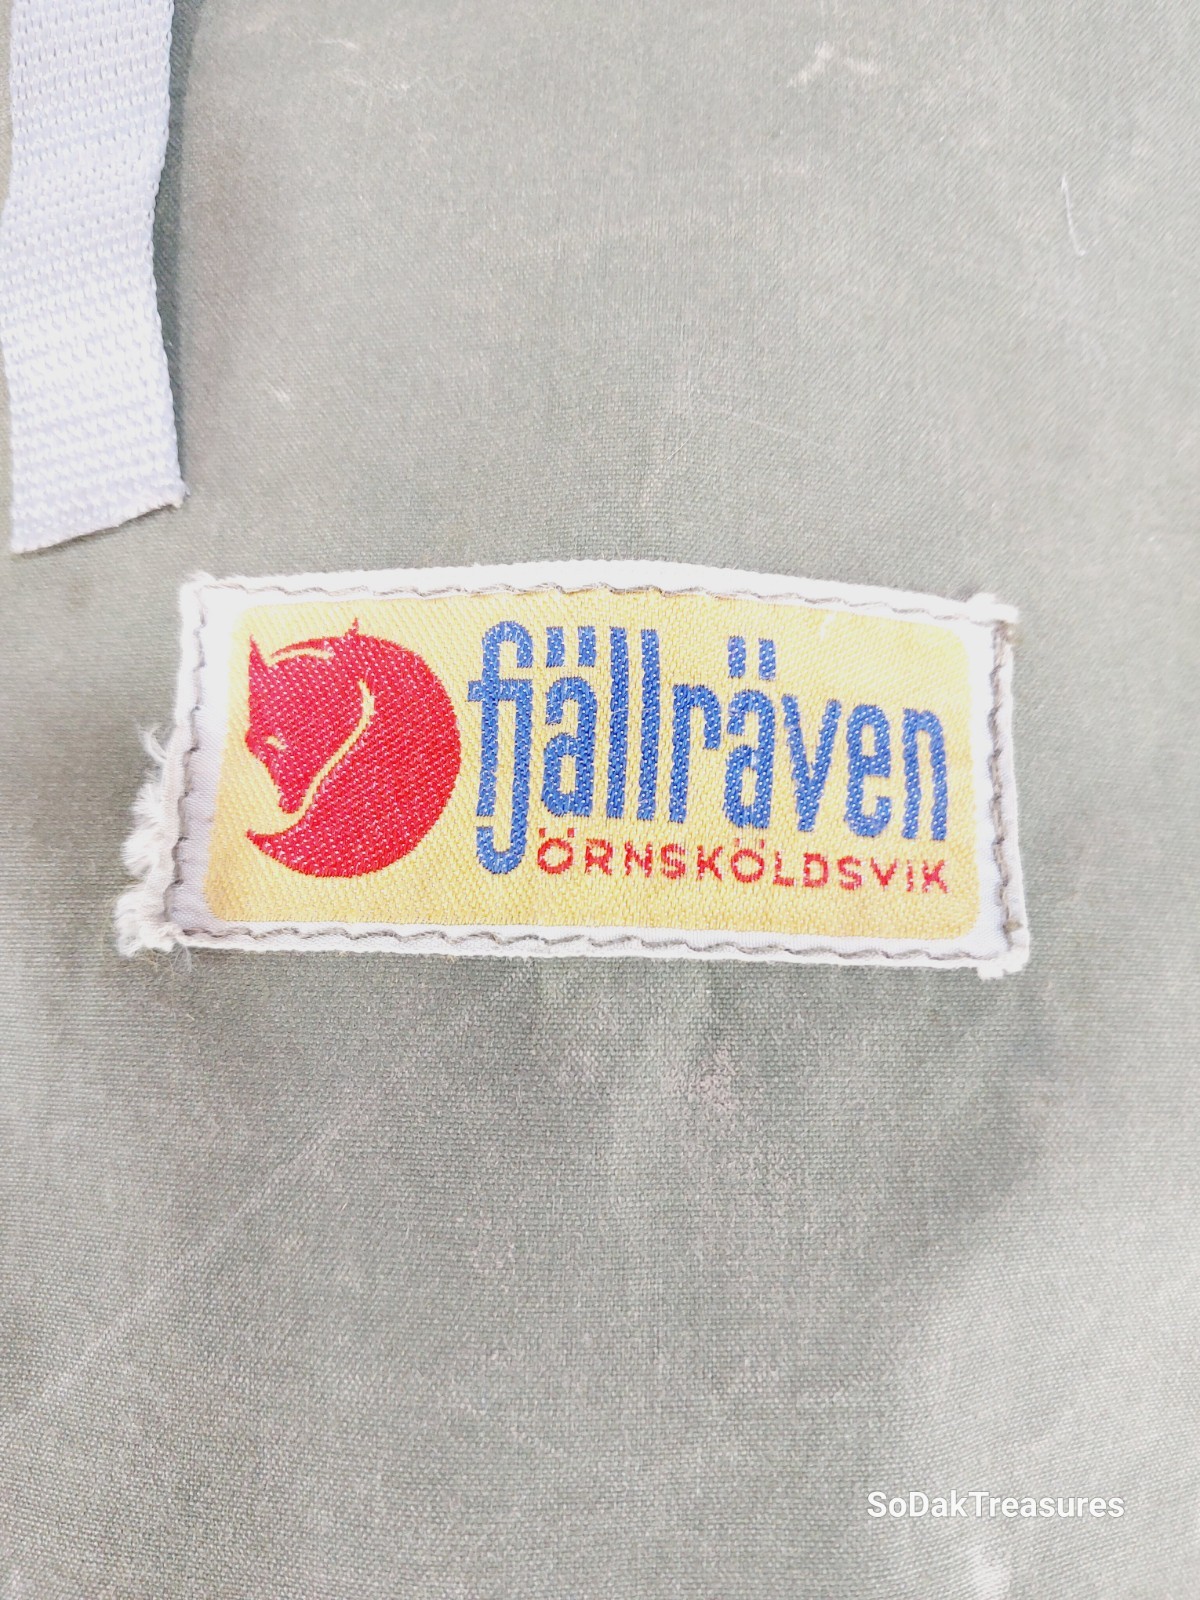 fjällräven
ÖRNSKÖLDSVIK
SoDakTreasures